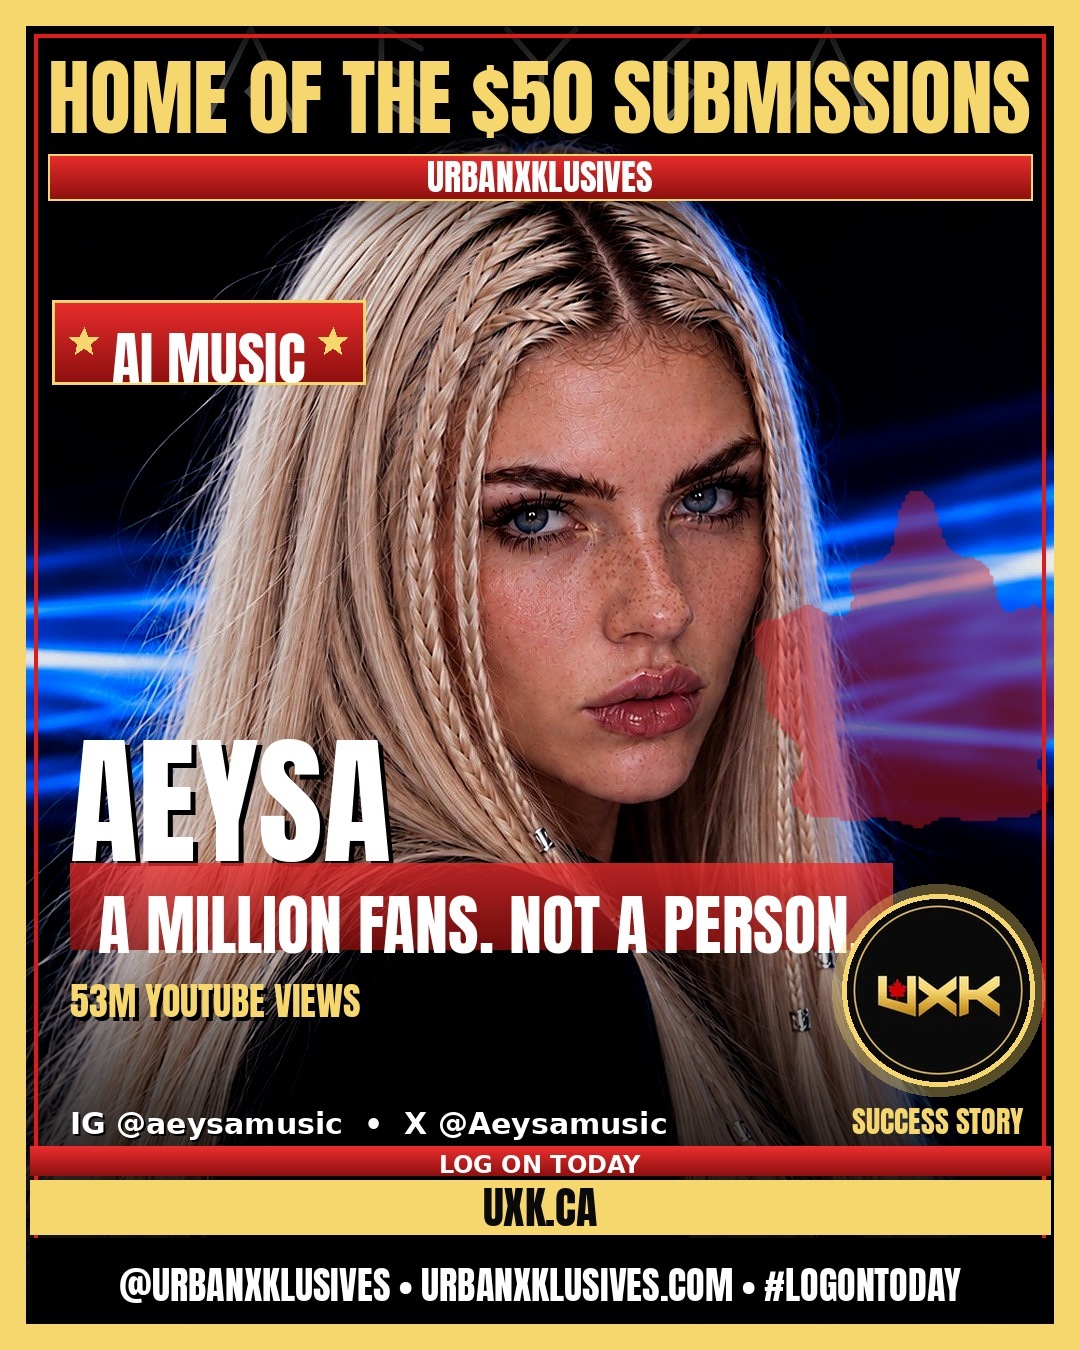 HOME OF THE $50 SUBMISSIONS
URBANXKLUSIVES
AI MUSIC
AEYSA
A MILLION FANS. NOT A PERSON.
53M YOUTUBE VIEWS
UXK
IG @aeysamusic • X @Aeysamusic
SUCCESS STORY
LOG ON TODAY
UXK.CA
@URBANXKLUSIVES • URBANXKLUSIVES.COM • #LOGONTODAY